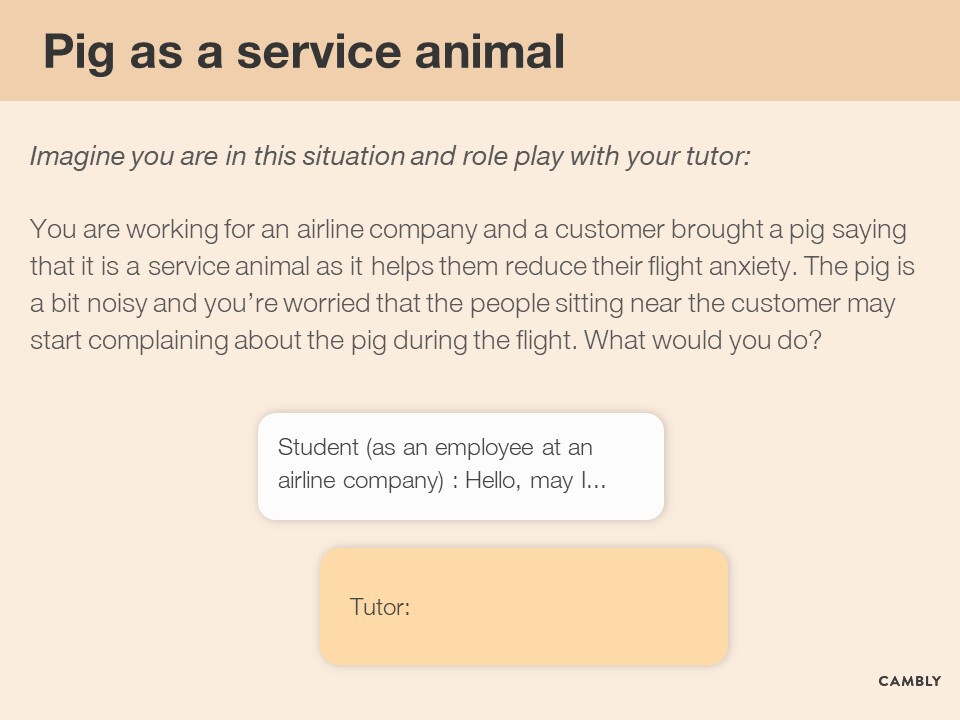 Pig as a service animal
Imagine you are in this situation and role play with your tutor:
You are working for an airline company and a customer brought a pig saying
that it is a service animal as it helps them reduce their flight anxiety. The pig is
a bit noisy and you're worried that the people sitting near the customer may
start complaining about the pig during the flight. What would you do?
Student (as an employee at an
airline company) : Hello, may I...
Tutor:
CAMBLY